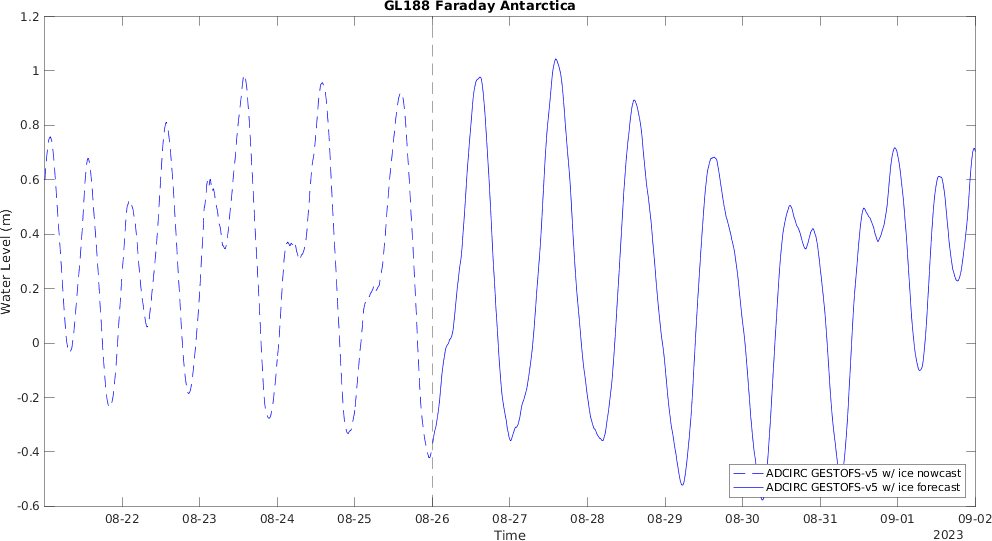 GL188 Faraday Antarctica
1.2
1
0.8
0.6
0.4
0.2
0
-0.2
-0.4
-0.6
Water Level (m)
ADCIRC GESTOFS-v5 w/ ice nowcast
ADCIRC GESTOFS-v5 w/ ice forecast
08-22 08-23 08-24 08-25 08-26 08-27 08-28 08-29 08-30 08-31 09-01 09-02
Time
2023